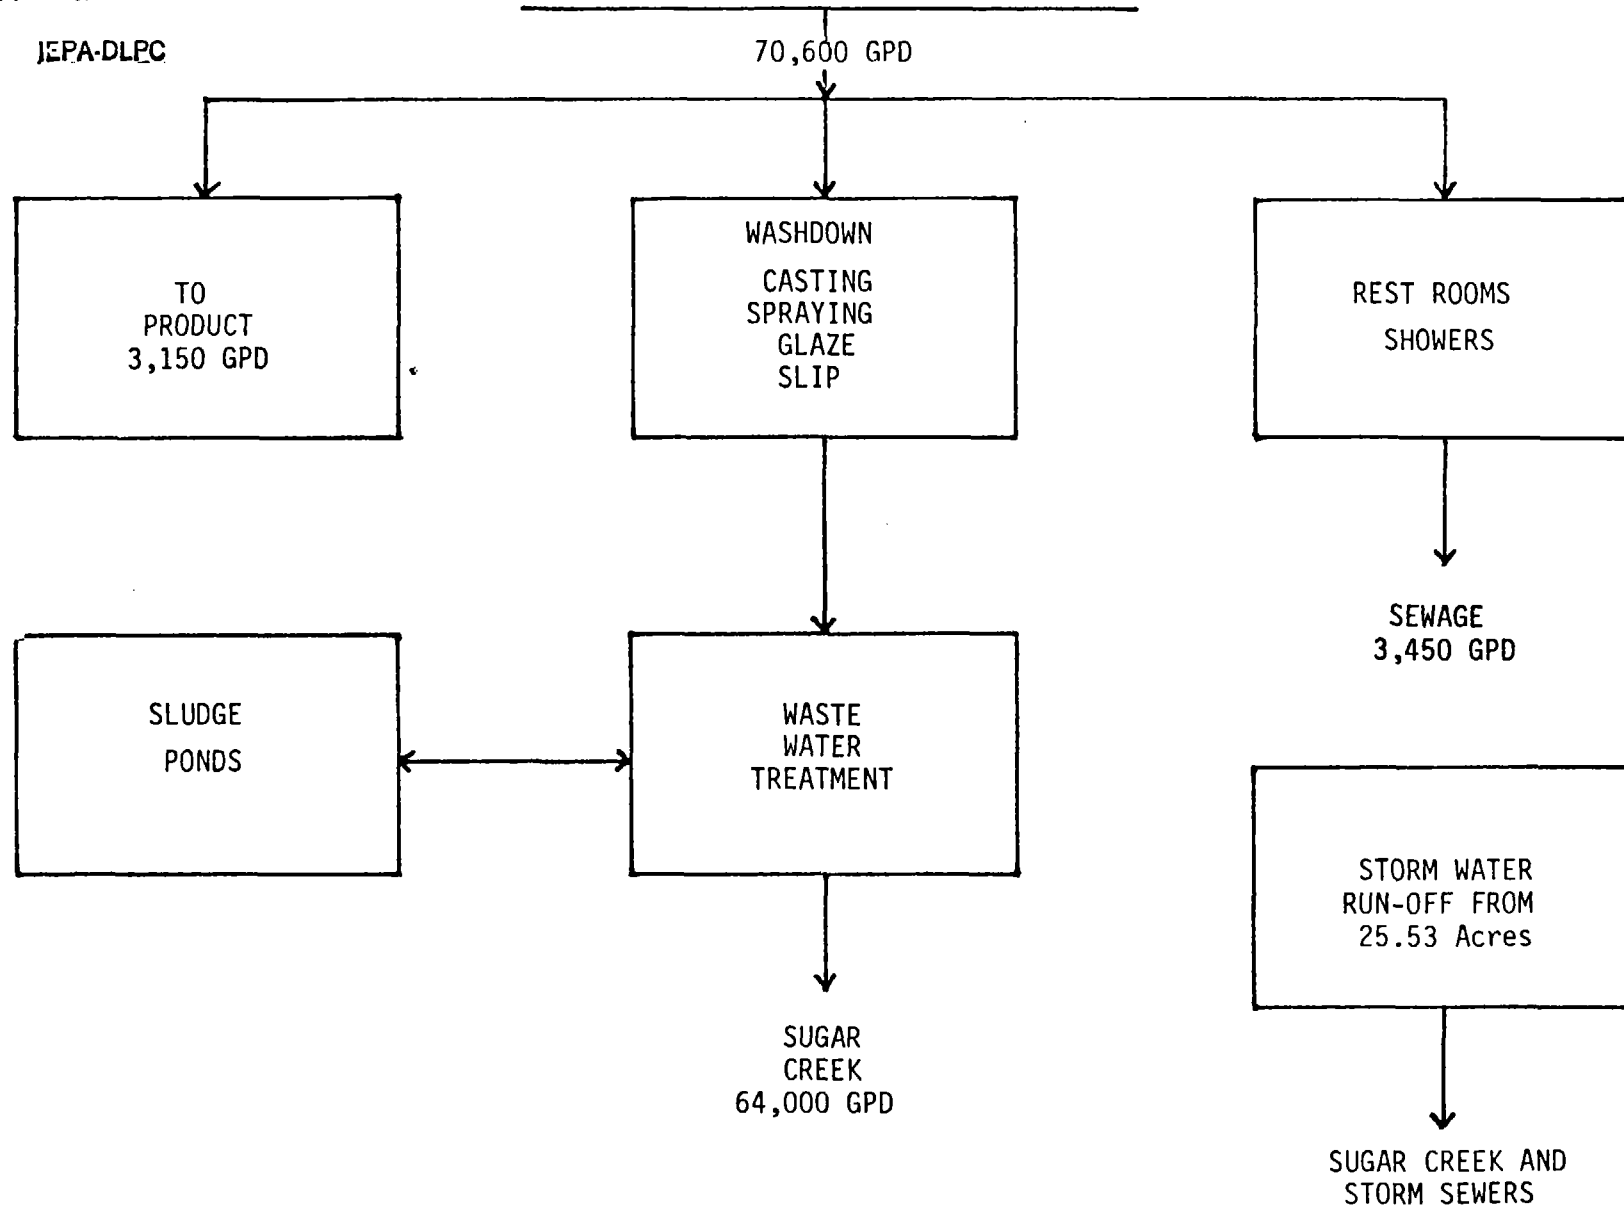 IEPA-DLPC
70,600 GPD
TO
PRODUCT
3,150 GPD
WASHDOWN
CASTING
SPRAYING
GLAZE
SLIP
REST ROOMS
SHOWERS
SEWAGE
3,450 GPD
SLUDGE
PONDS
WASTE
WATER
TREATMENT
STORM WATER
RUN-OFF FROM
25.53 Acres
SUGAR
CREEK
64,000 GPD
SUGAR CREEK AND
STORM SEWERS